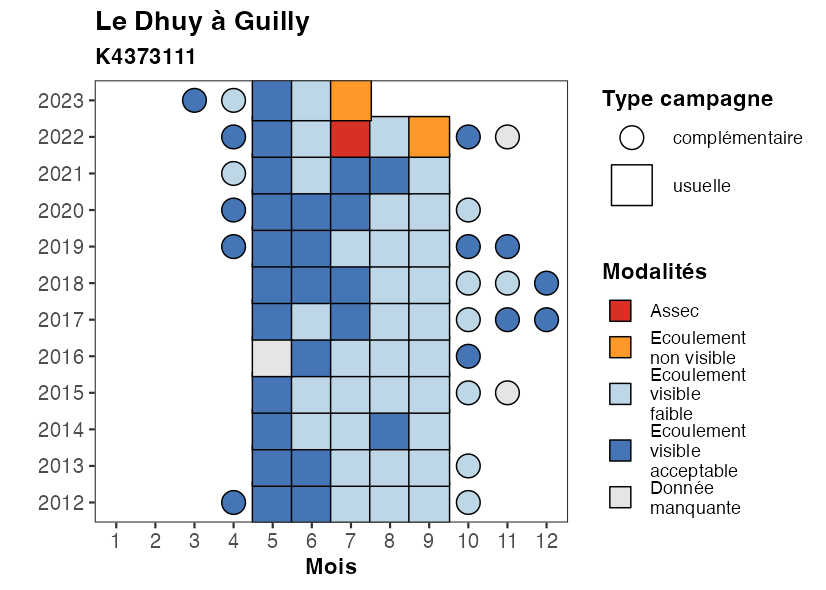 Le Dhuy à Guilly
K4373111
2023
2022
2021
2020
2019
2018
2017
2016
2015
2014
2013
2012
1 2 3 4 5 6 7 8 9 10 11 12
Mois
Type campagne
complémentaire
usuelle
Modalités
Assec
Ecoulement
non visible
Ecoulement
visible
faible
Ecoulement
visible
acceptable
Donnée
manquante